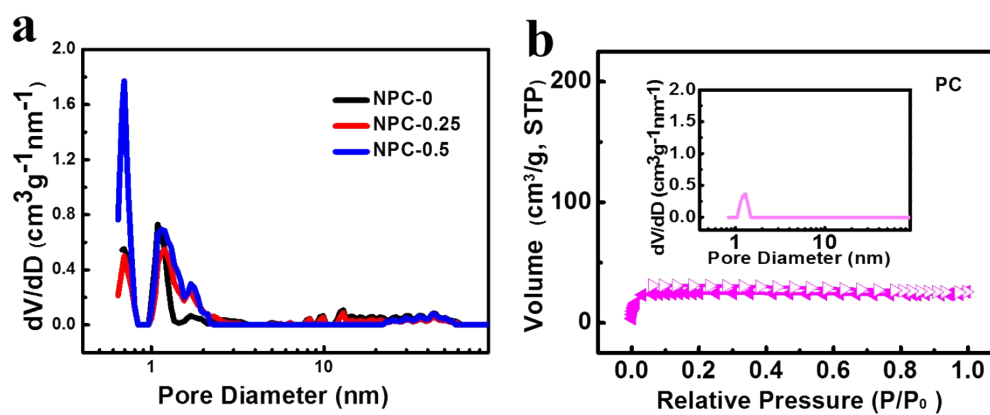 a
2.0
1.6
1.2
0.8
0.4
0.0
dV/dD (cm³g⁻¹nm⁻¹)
NPC-0
NPC-0.25
NPC-0.5
1
10
Pore Diameter (nm)
b
200
100
0
Volume (cm³/g, STP)
PC
2.0
1.5
1.0
0.5
0.0
dV/dD (cm³g⁻¹nm⁻¹)
1
10
Pore Diameter (nm)
0.0 0.2 0.4 0.6 0.8 1.0
Relative Pressure (P/P₀)